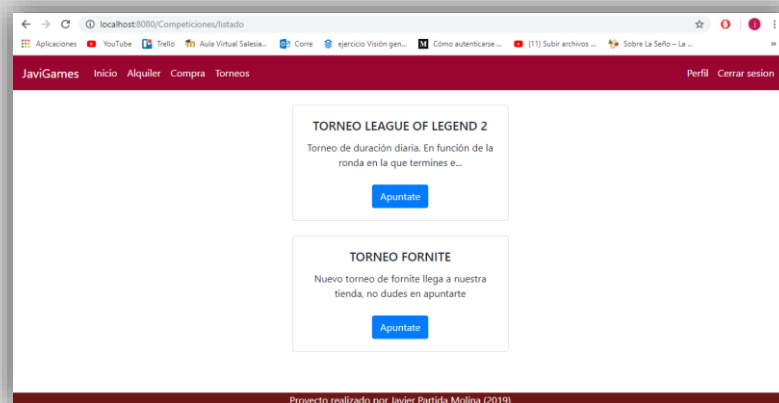 localhost:8080/Competiciones/listado
Aplicaciones YouTube Trello Aula Virtual Salesia... Corre ejercicio Visión gen... Cómo autenticarse ... (11) Subir archivos ... Sobre La Seño – La ... »
JaviGames Inicio Alquiler Compra Torneos Perfil Cerrar sesion
TORNEO LEAGUE OF LEGEND 2
Torneo de duración diaria. En función de la
ronda en la que termines e...
Apuntate
TORNEO FORNITE
Nuevo torneo de fornite llega a nuestra
tienda, no dudes en apuntarte
Apuntate
Proyecto realizado por Javier Partida Molina (2019)